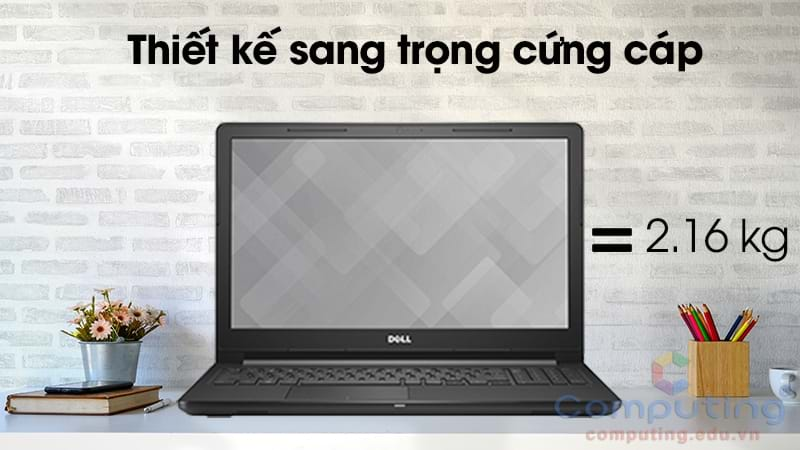 Thiết kế sang trọng cứng cáp
= 2.16 kg
DELL
Computing
computing.edu.vn